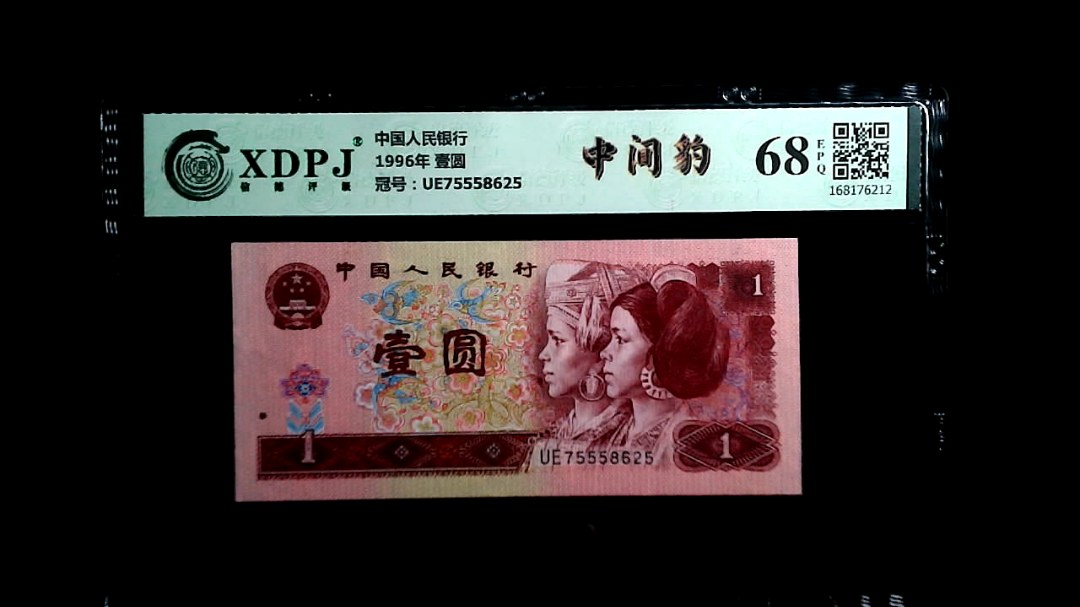 XDPJ®
信德评级
中国人民银行
1996年 壹圆
冠号：UE75558625
中间豹
68
EPQ
168176212
中国人民银行
1
壹圆
1
UE75558625
1